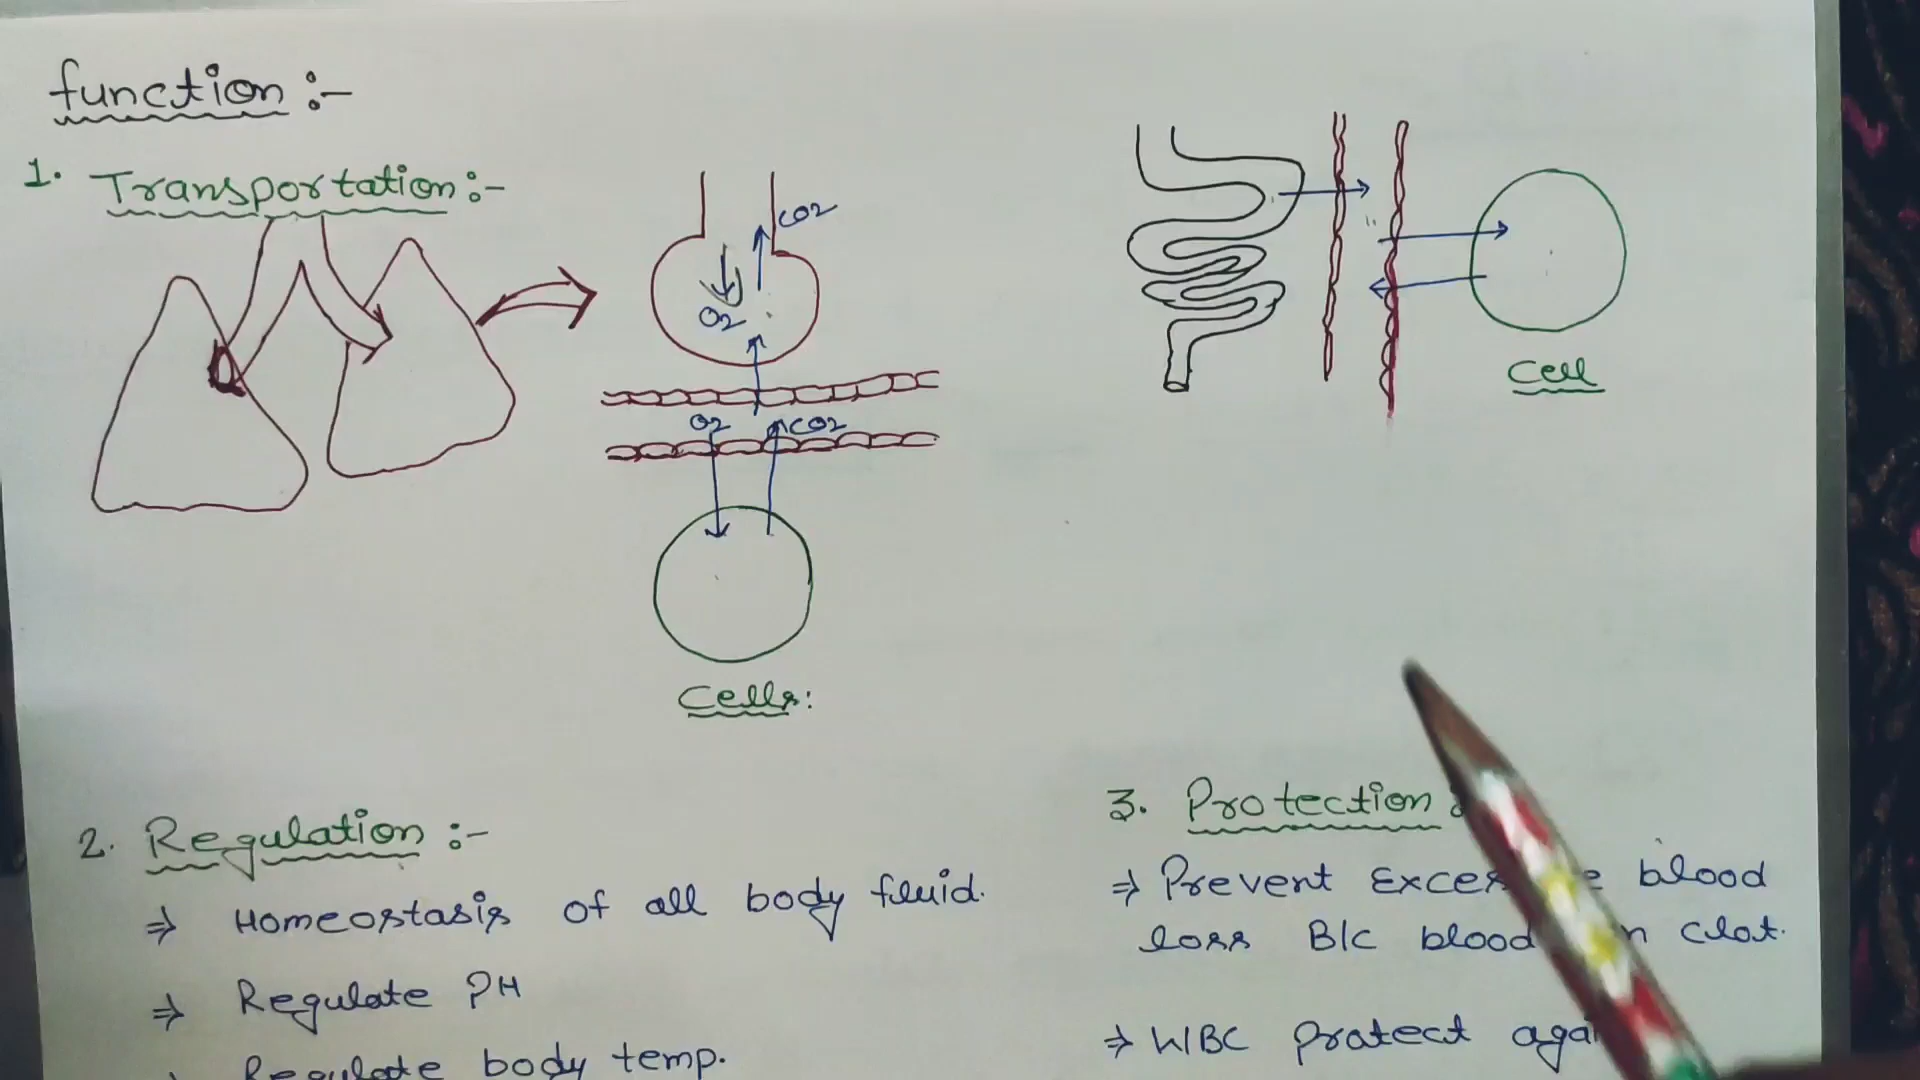 function :-
1. Transportation :-
CO2
O2
O2 CO2
Cells:
Cell
2. Regulation :-
⇒ Homeostasis of all body fluid.
⇒ Regulate PH
Regulate body temp.
3. Protection
⇒ Prevent blood
loss B/c blood clot.
⇒ WBC protect